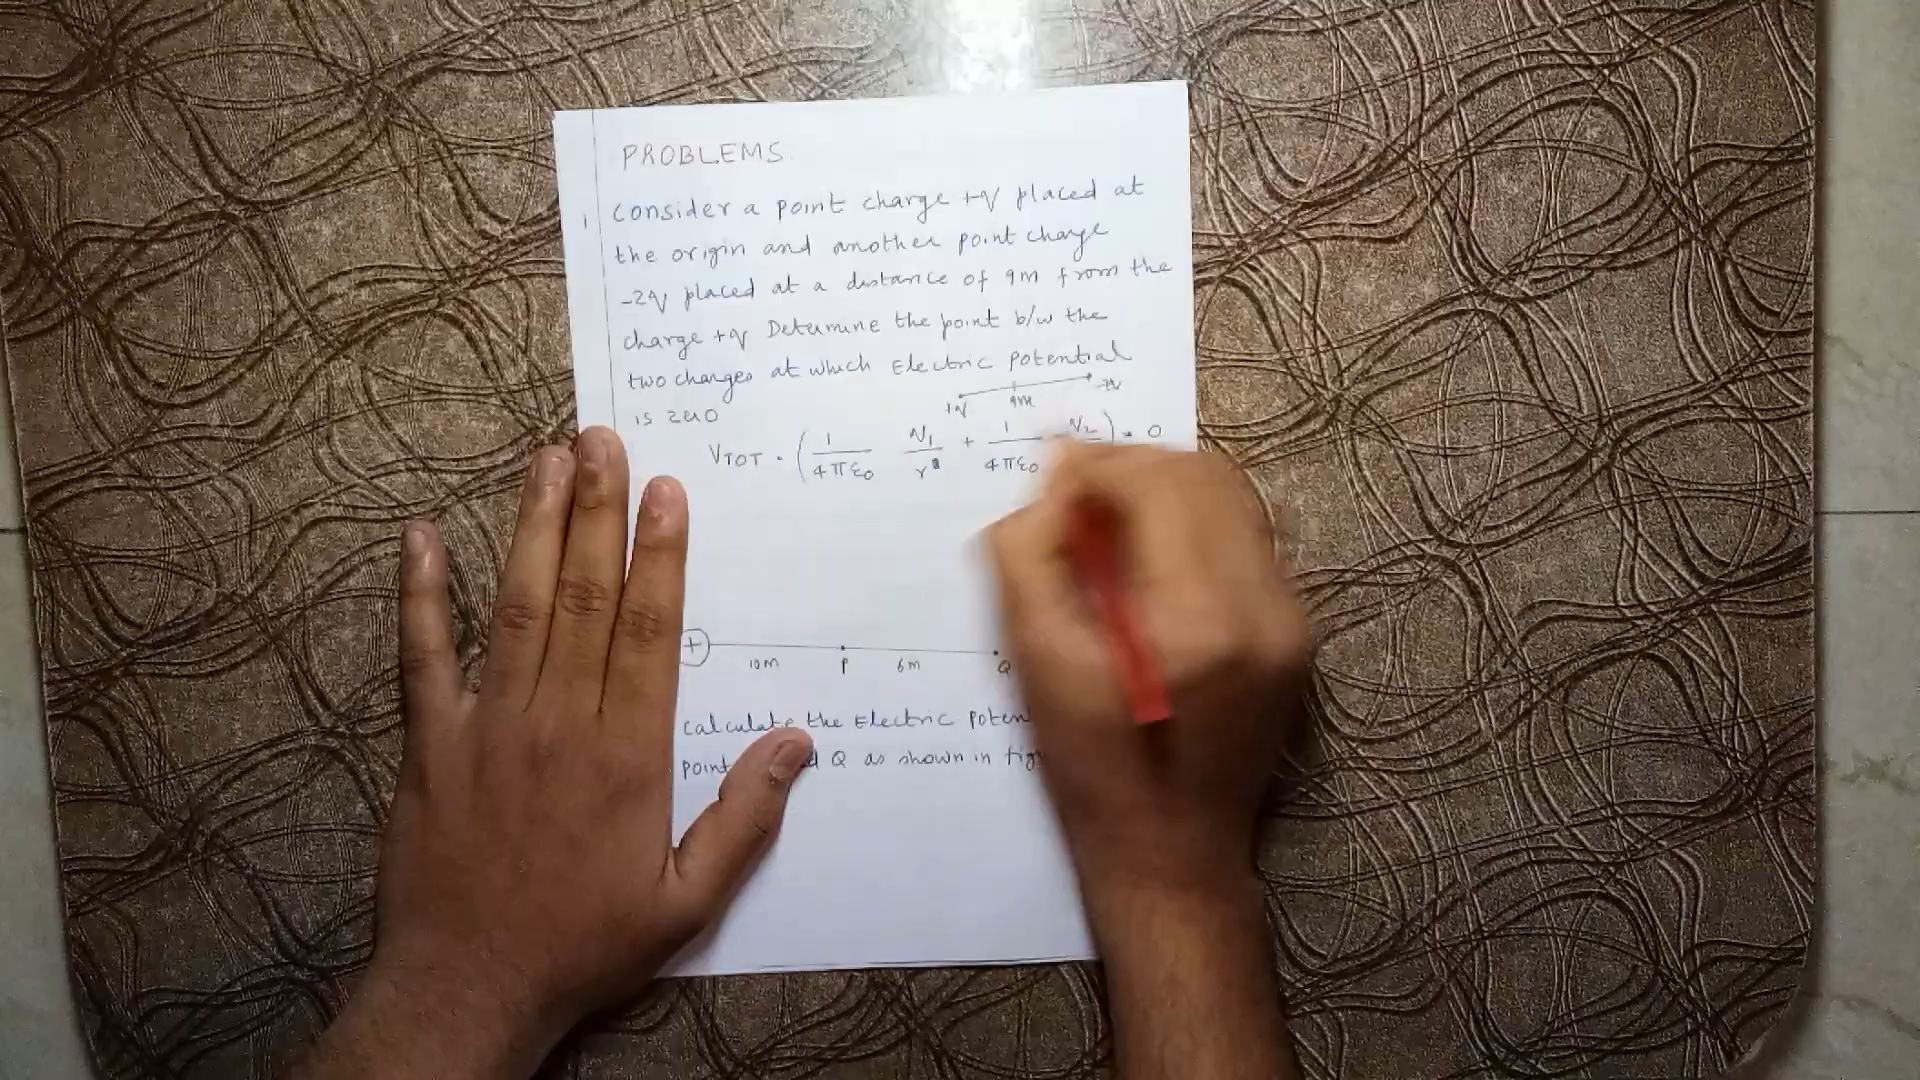 PROBLEMS.
1 Consider a point charge +q placed at
the origin and another point charge
-2q placed at a distance of 9m from the
charge +q Determine the point b/w the
two charges at which Electric potential
is zero
+q 9m
VTOT = (1/4πε0 q1/r + 1/4πε0 q2) = 0
+ 10m P 6m Q
Calculate the Electric
point Q as shown in